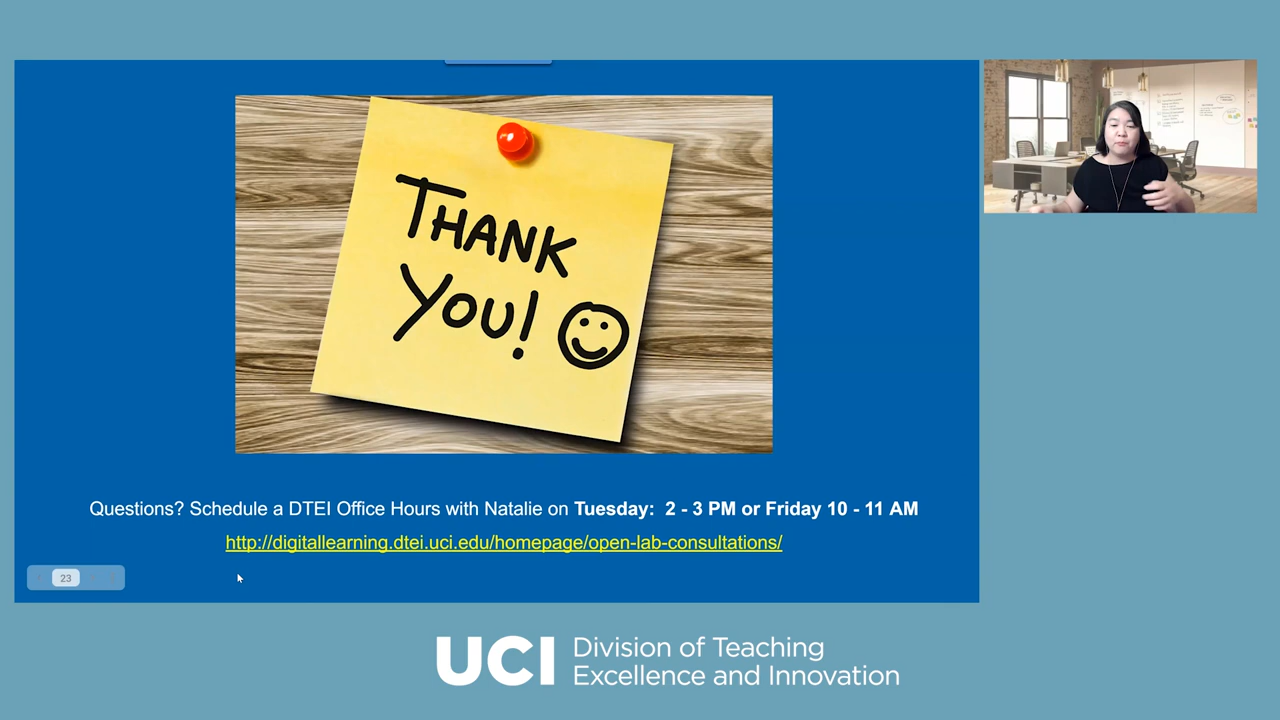 THANK
YOU!
Questions? Schedule a DTEI Office Hours with Natalie on Tuesday: 2 - 3 PM or Friday 10 - 11 AM
http://digitallearning.dtei.uci.edu/homepage/open-lab-consultations/
23
UCI
Division of Teaching
Excellence and Innovation